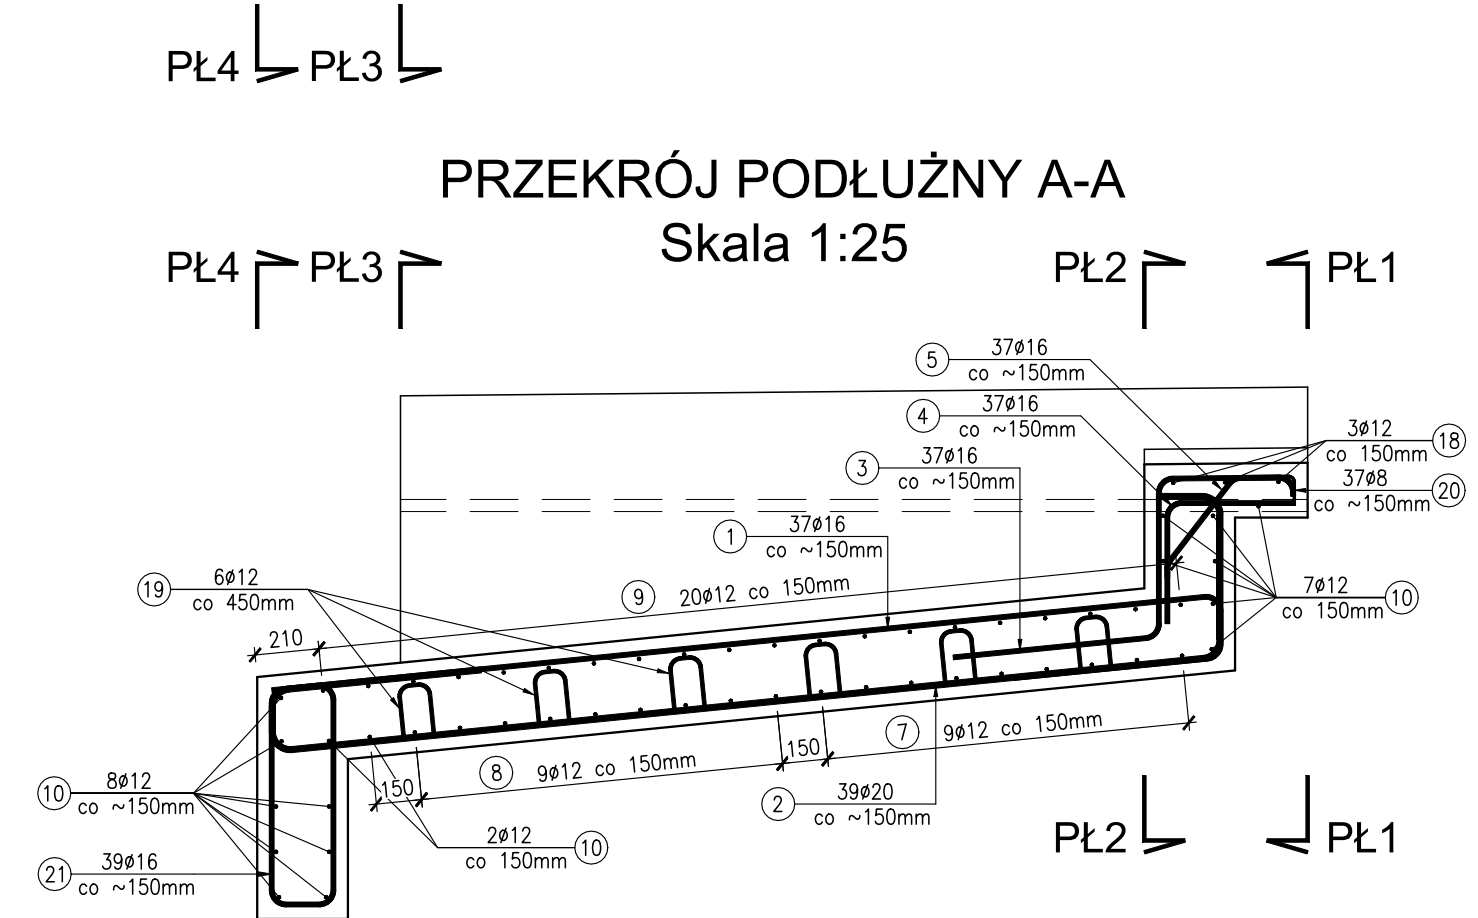 PŁ4
PŁ3
PRZEKRÓJ PODŁUŻNY A-A
Skala 1:25
PŁ4
PŁ3
PŁ2
PŁ1
5
37ø16
co ~150mm
4
37ø16
co ~150mm
3
37ø16
co ~150mm
3ø12
co 150mm
18
37ø8
co ~150mm
20
1
37ø16
co ~150mm
19
6ø12
co 450mm
9
20ø12 co 150mm
7ø12
co 150mm
10
210
7
9ø12 co 150mm
150
8
9ø12 co 150mm
150
10
8ø12
co ~150mm
2
39ø20
co ~150mm
2ø12
co 150mm
10
21
39ø16
co ~150mm
PŁ2
PŁ1